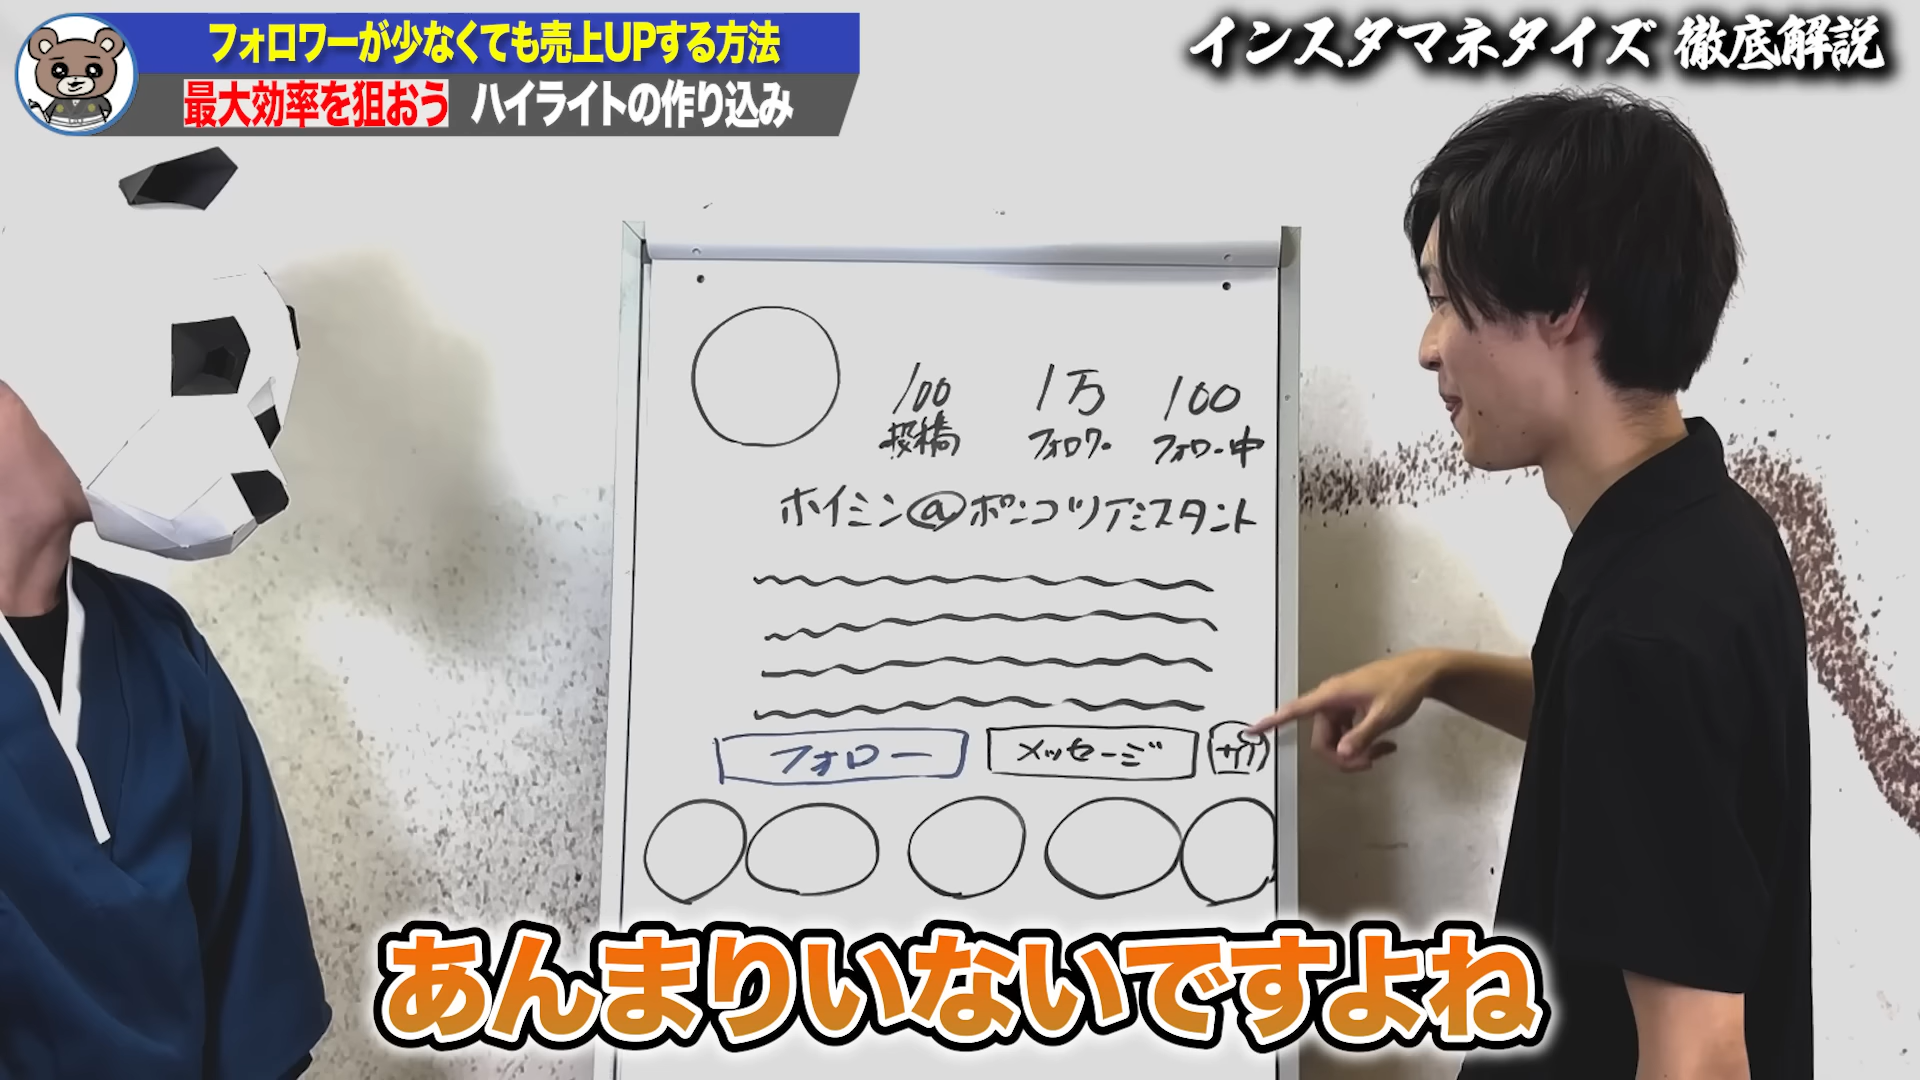 フォロワーが少なくても売上UPする方法
最大効率を狙おう ハイライトの作り込み
インスタマネタイズ 徹底解説
100 1万 100
投稿 フォロワー フォロー中
ホイミン@ポンコツアシスタント
フォロー メッセージ
あんまりいないですよね